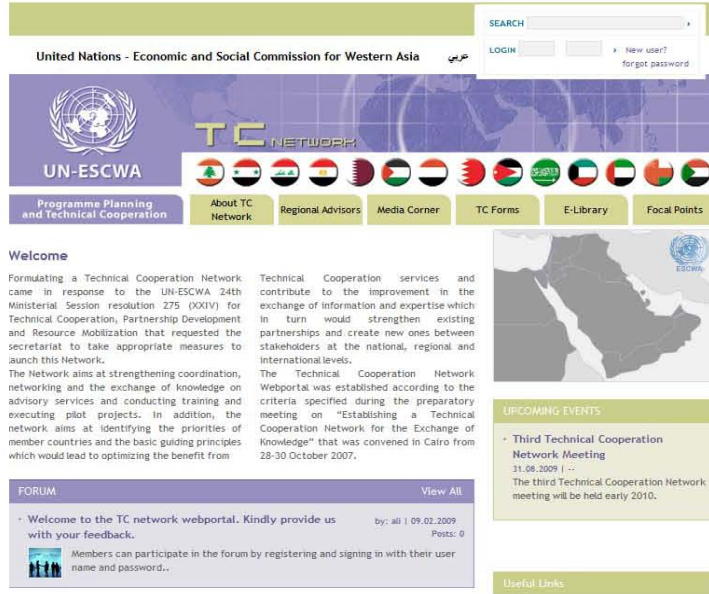 SEARCH
United Nations - Economic and Social Commission for Western Asia
عربي
LOGIN
New user?
forgot password
TC NETWORK
UN-ESCWA
Programme Planning
and Technical Cooperation
About TC
Network
Regional Advisors
Media Corner
TC Forms
E-Library
Focal Points
Welcome
Formulating a Technical Cooperation Network
came in response to the UN-ESCWA 24th
Ministerial Session resolution 275 (XXIV) for
Technical Cooperation, Partnership Development
and Resource Mobilization that requested the
secretariat to take appropriate measures to
launch this Network.
The Network aims at strengthening coordination,
networking and the exchange of knowledge on
advisory services and conducting training and
executing pilot projects. In addition, the
network aims at identifying the priorities of
member countries and the basic guiding principles
which would lead to optimizing the benefit from
Technical Cooperation services and
contribute to the improvement in the
exchange of information and expertise which
in turn would strengthen existing
partnerships and create new ones between
stakeholders at the national, regional and
international levels.
The Technical Cooperation Network
Webportal was established according to the
criteria specified during the preparatory
meeting on "Establishing a Technical
Cooperation Network for the Exchange of
Knowledge" that was convened in Cairo from
28-30 October 2007.
ESCWA
UPCOMING EVENTS
· Third Technical Cooperation
Network Meeting
31.08.2009 | --
The third Technical Cooperation Network
meeting will be held early 2010.
FORUM
View All
· Welcome to the TC network webportal. Kindly provide us
with your feedback.
by: ali | 09.02.2009
Posts: 0
Members can participate in the forum by registering and signing in with their user
name and password..
Useful Links